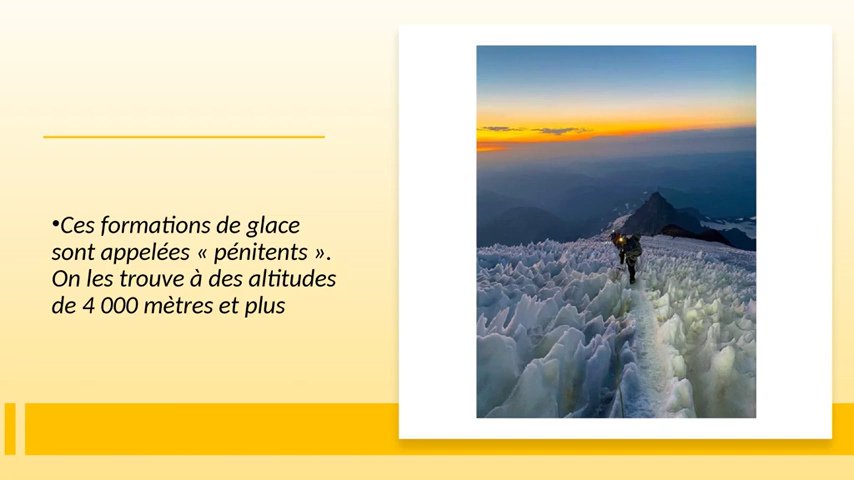 •Ces formations de glace
sont appelées « pénitents ».
On les trouve à des altitudes
de 4 000 mètres et plus